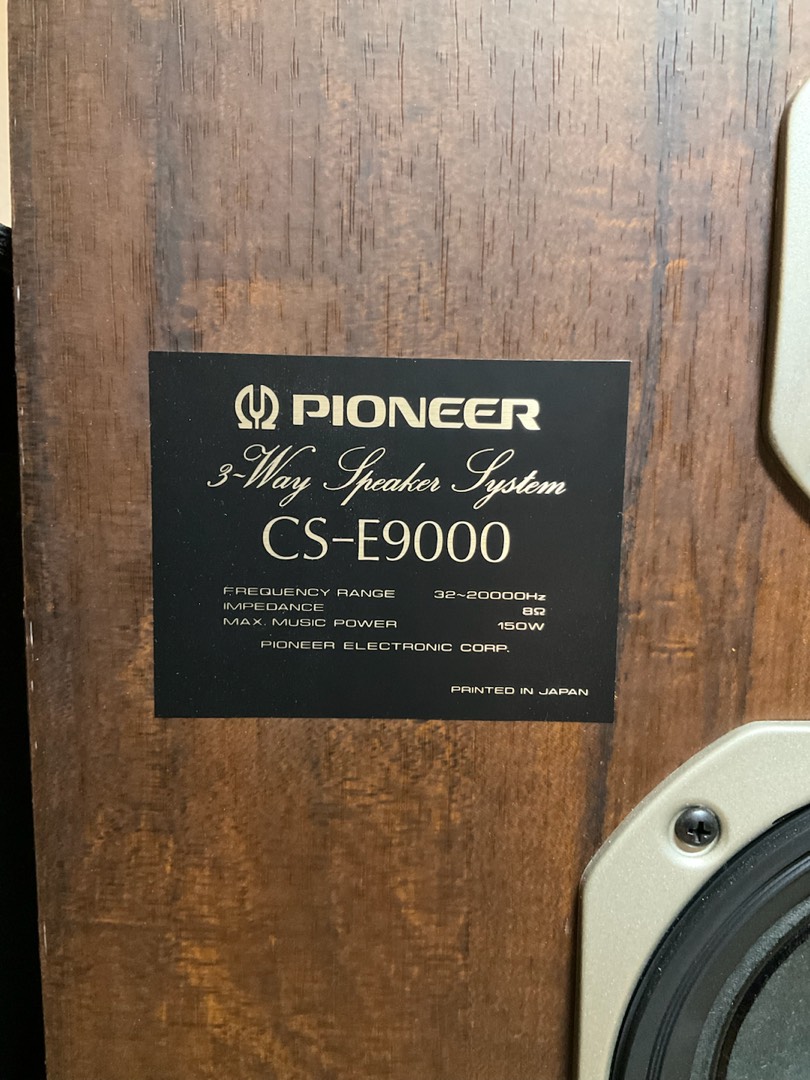 PIONEER
3-Way Speaker System
CS-E9000
FREQUENCY RANGE 32~20000Hz
IMPEDANCE 8Ω
MAX. MUSIC POWER 150W
PIONEER ELECTRONIC CORP.
PRINTED IN JAPAN